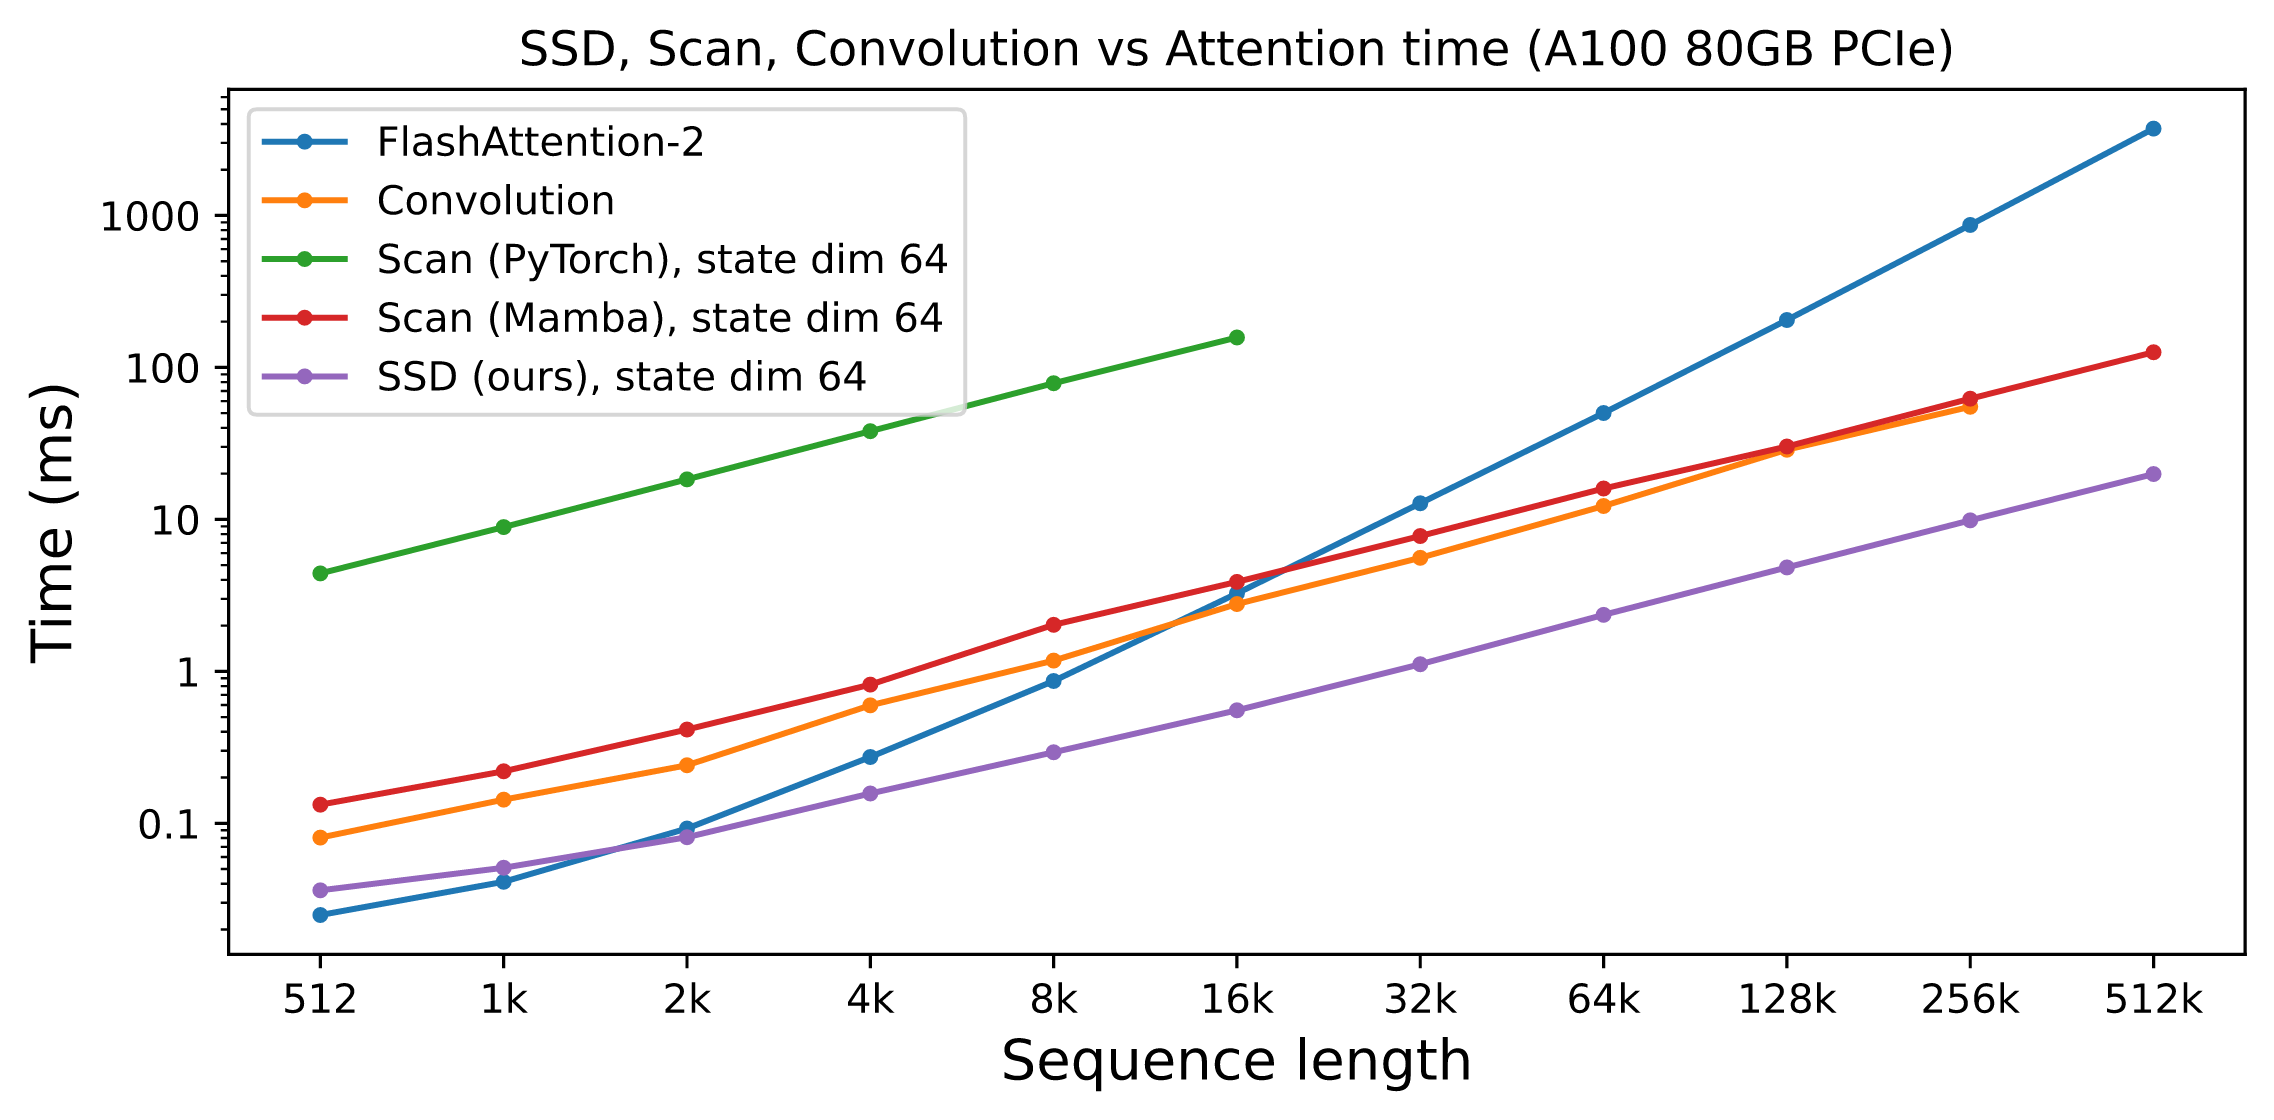 SSD, Scan, Convolution vs Attention time (A100 80GB PCIe)
FlashAttention-2
Convolution
Scan (PyTorch), state dim 64
Scan (Mamba), state dim 64
SSD (ours), state dim 64
Time (ms)
1000
100
10
1
0.1
512 1k 2k 4k 8k 16k 32k 64k 128k 256k 512k
Sequence length